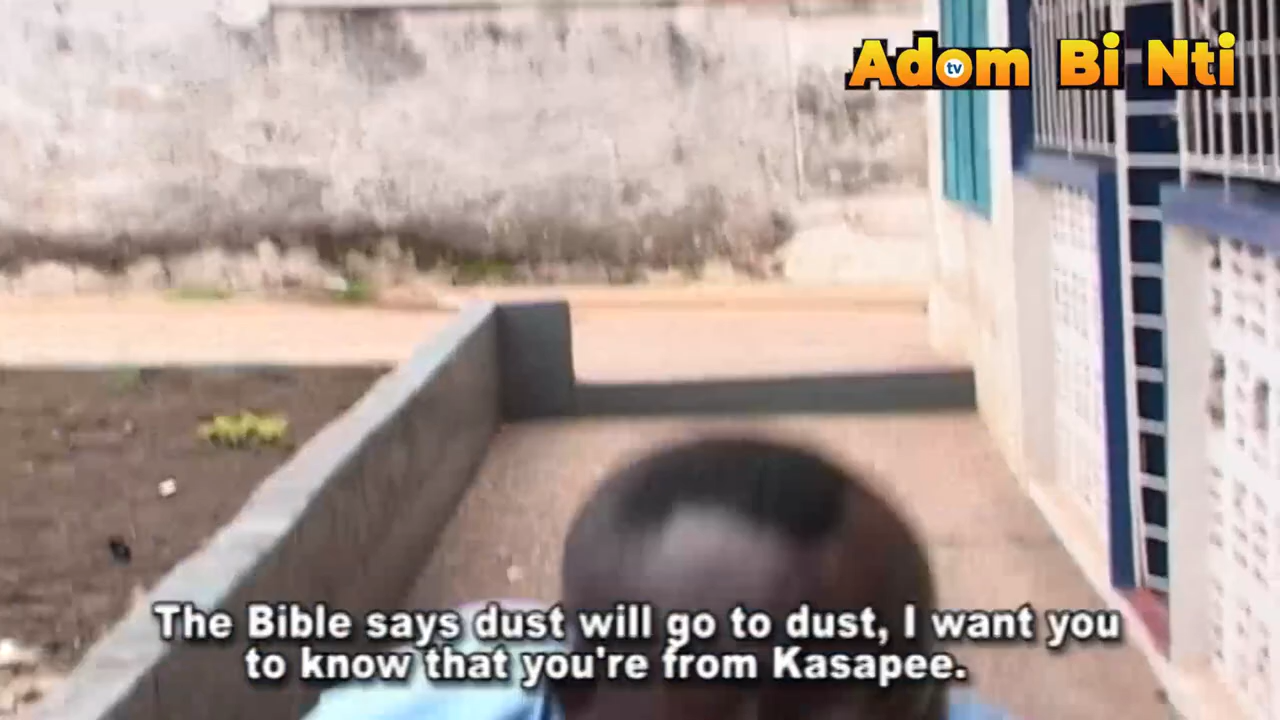 Adom tv Bi Nti
The Bible says dust will go to dust, I want you
to know that you're from Kasapee.